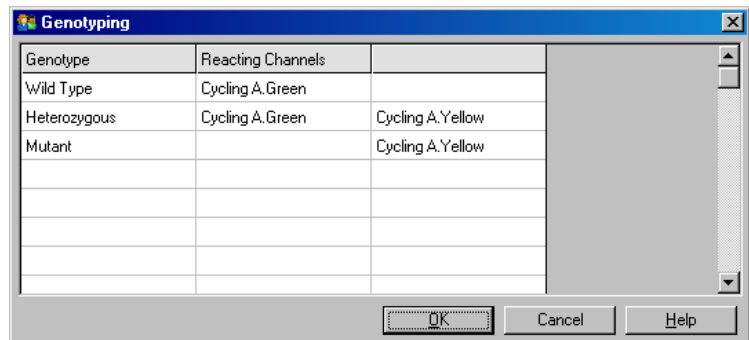 Genotyping
Genotype Reacting Channels
Wild Type Cycling A.Green
Heterozygous Cycling A.Green Cycling A.Yellow
Mutant Cycling A.Yellow
OK Cancel Help